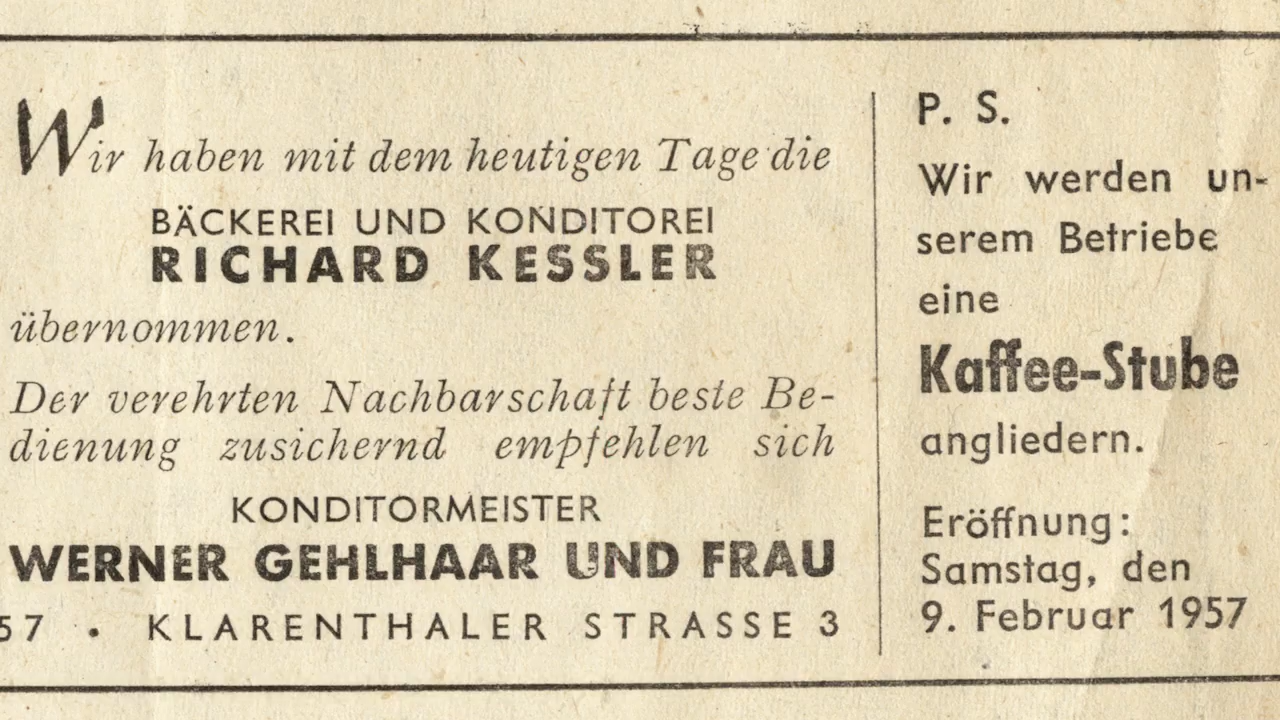 Wir haben mit dem heutigen Tage die
BÄCKEREI UND KONDITOREI
RICHARD KESSLER
übernommen.
Der verehrten Nachbarschaft beste Be-
dienung zusichernd empfehlen sich
KONDITORMEISTER
WERNER GEHLHAAR UND FRAU
57 • KLARENTHALER STRASSE 3
P. S.
Wir werden un-
serem Betriebe
eine
Kaffee-Stube
angliedern.
Eröffnung:
Samstag, den
9. Februar 1957